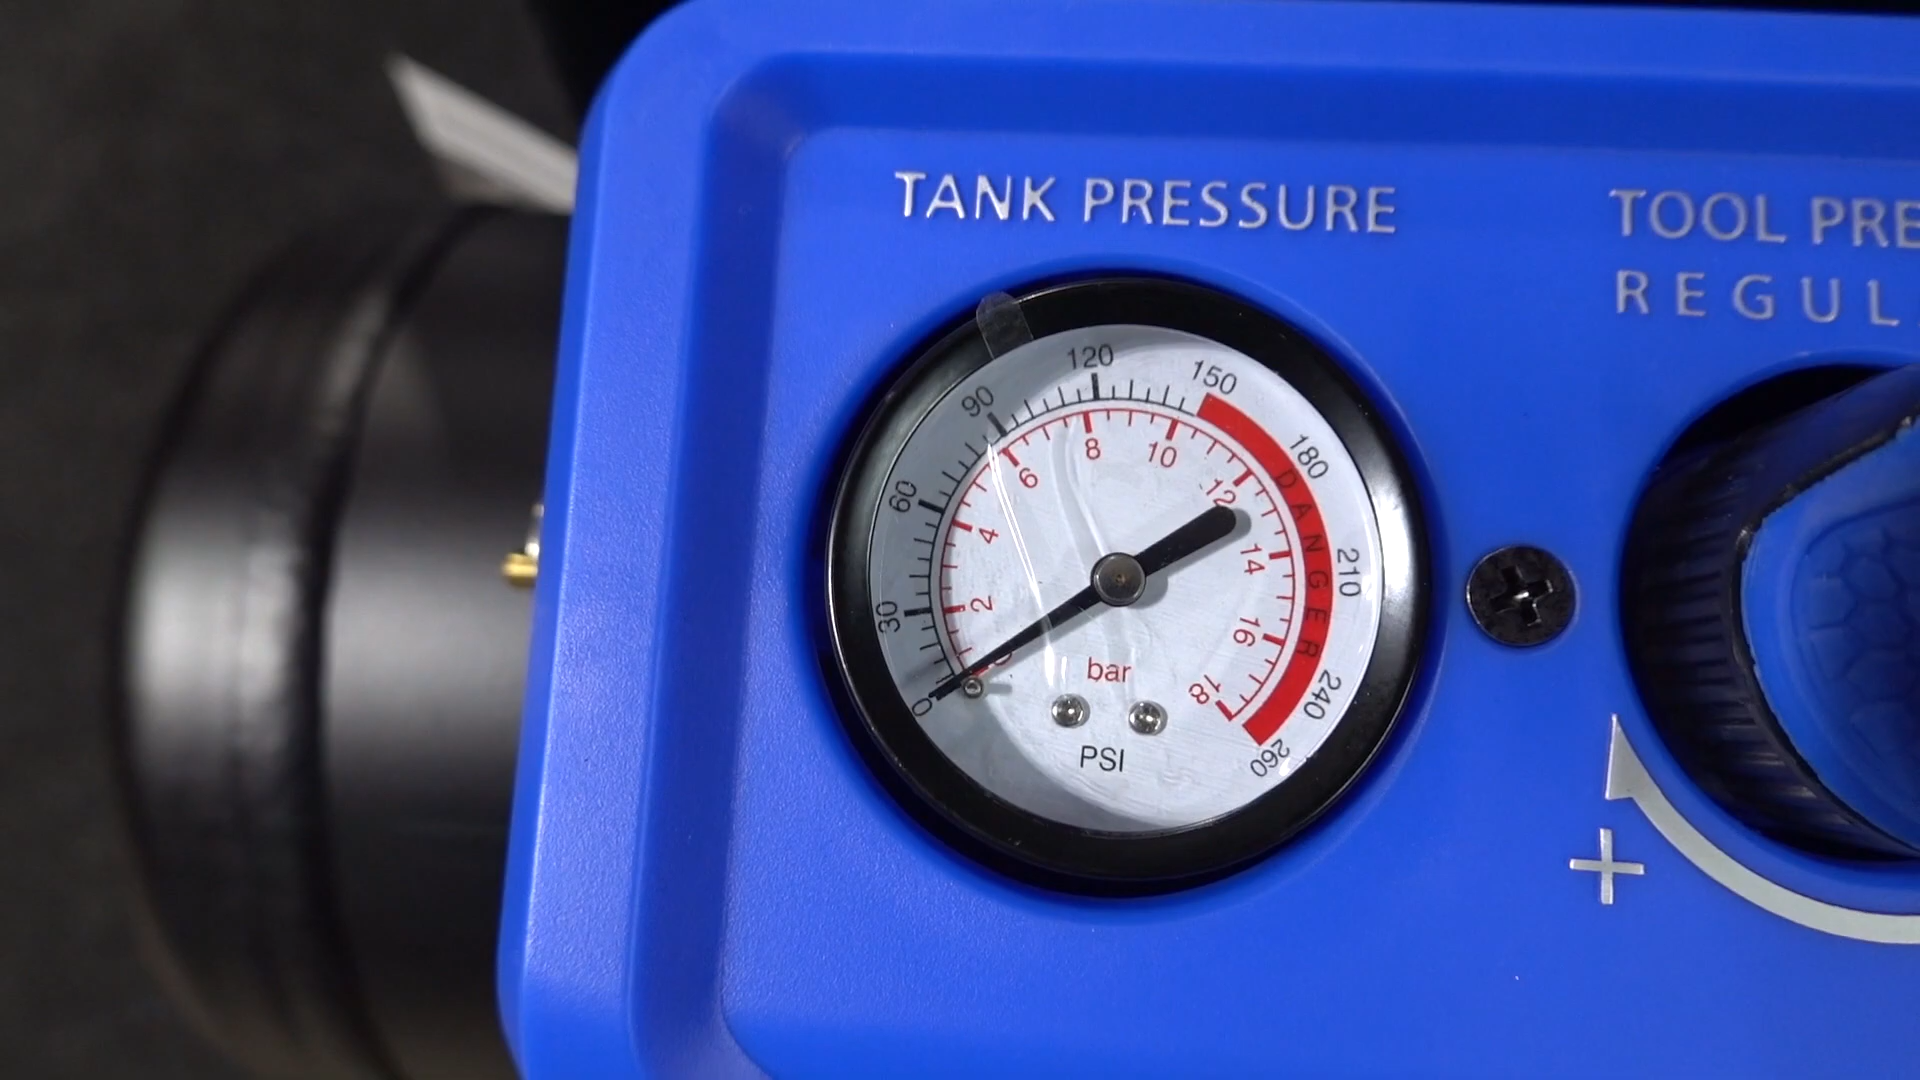 TANK PRESSURE
TOOL PRE
REGUL
0 30 60 90 120 150 180 210 240 260
0 2 4 6 8 10 12 14 16 18
DANGER
bar
PSI
+